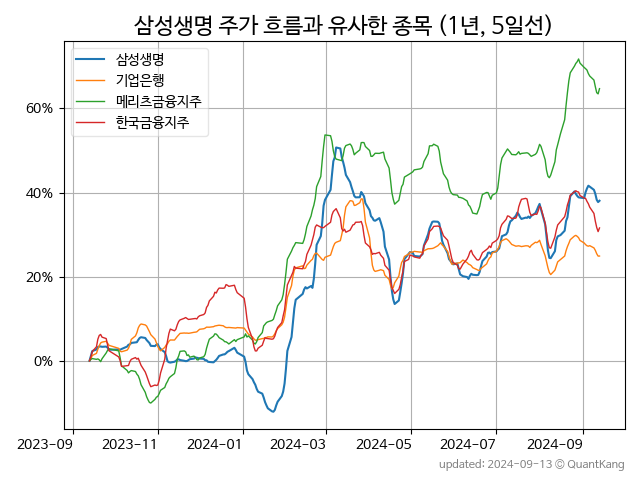 삼성생명 주가 흐름과 유사한 종목 (1년, 5일선)
삼성생명
기업은행
메리츠금융지주
한국금융지주
60%
40%
20%
0%
2023-09 2023-11 2024-01 2024-03 2024-05 2024-07 2024-09
updated: 2024-09-13 © QuantKang